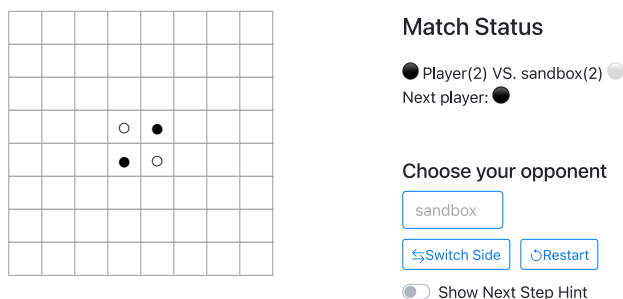 Match Status
Player(2) VS. sandbox(2)
Next player:
Choose your opponent
sandbox
⇆Switch Side
↻Restart
Show Next Step Hint